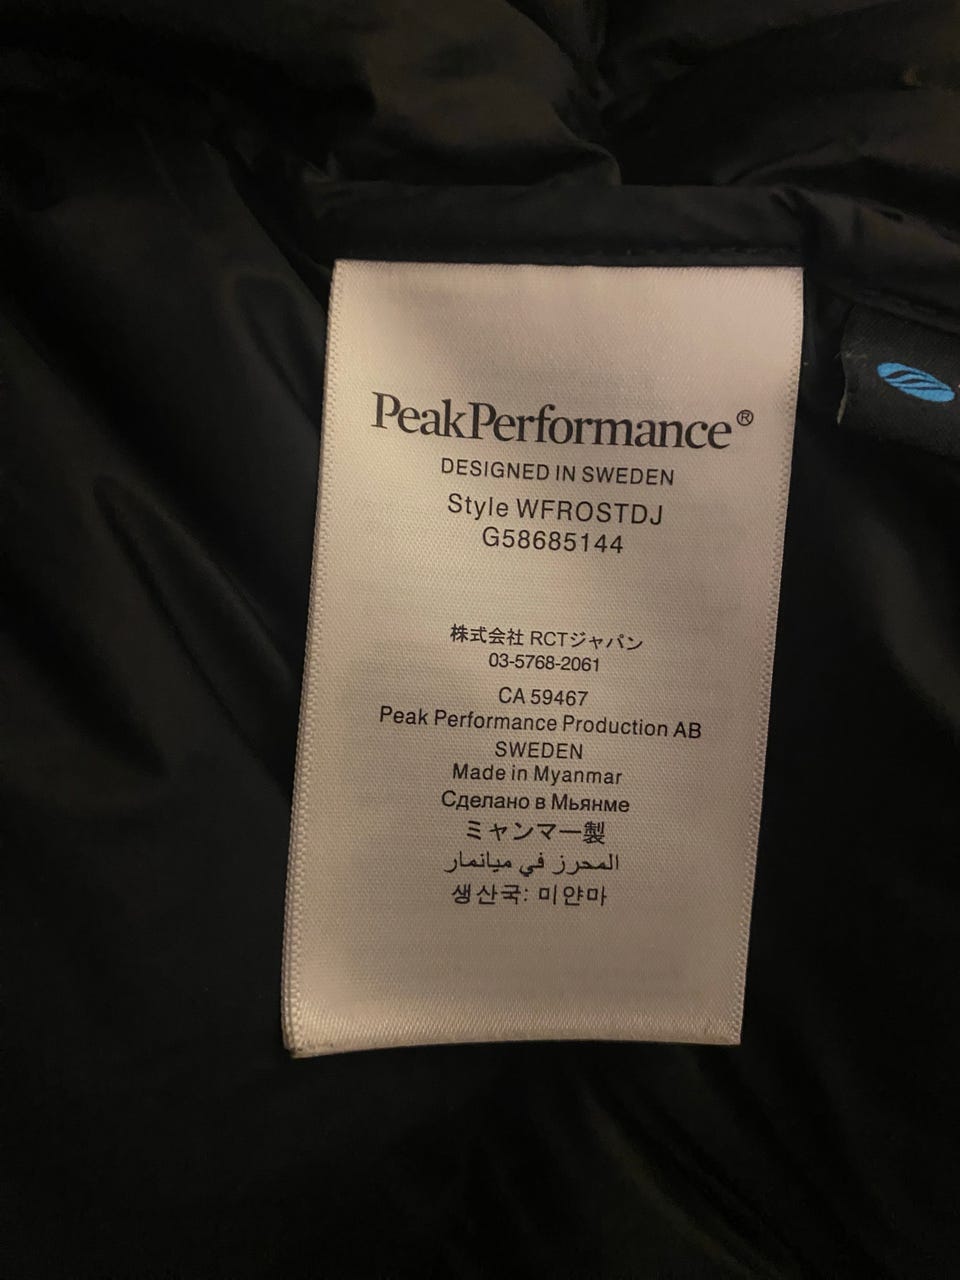 PeakPerformance®
DESIGNED IN SWEDEN
Style WFROSTDJ
G58685144
株式会社 RCTジャパン
03-5768-2061
CA 59467
Peak Performance Production AB
SWEDEN
Made in Myanmar
Сделано в Мьянме
ミャンマー製
المحرز في ميانمار
생산국: 미얀마